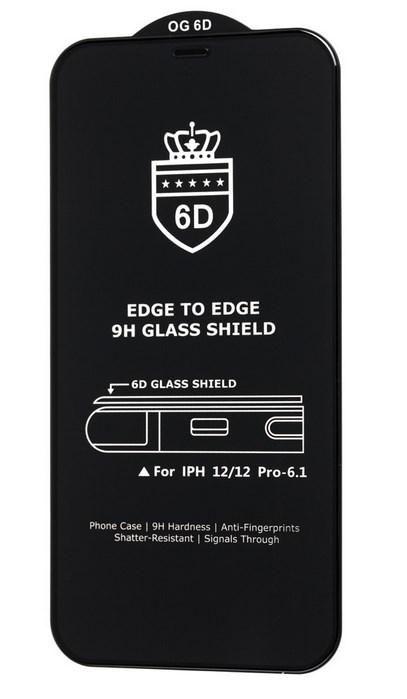 OG 6D
6D
EDGE TO EDGE
9H GLASS SHIELD
6D GLASS SHIELD
▲ For IPH 12/12 Pro-6.1
Phone Case | 9H Hardness | Anti-Fingerprints
Shatter-Resistant | Signals Through